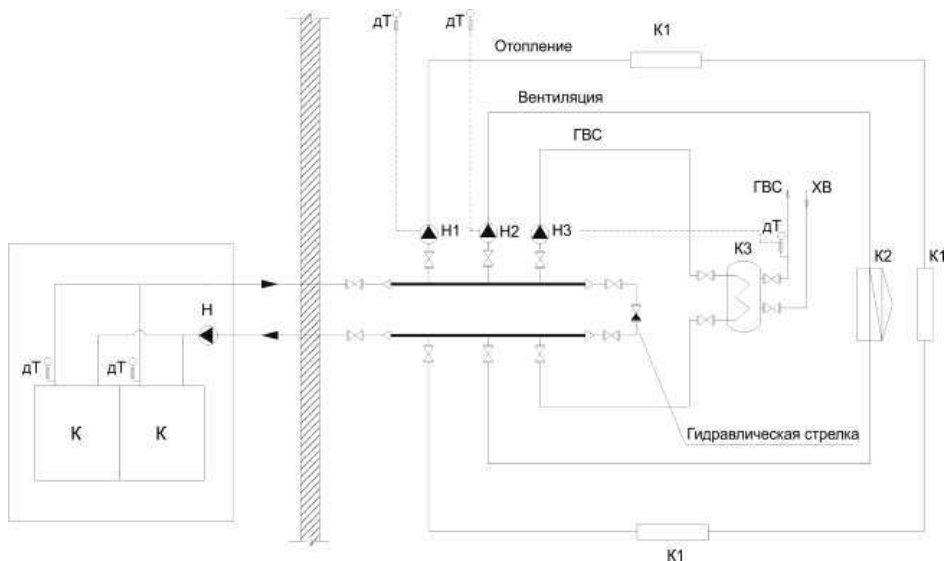 дТ
дТ
К1
Отопление
Вентиляция
ГВС
ГВС
ХВ
дТ
Н1
Н2
Н3
К3
К2
К1
Н
дТ
дТ
К
К
Гидравлическая стрелка
К1